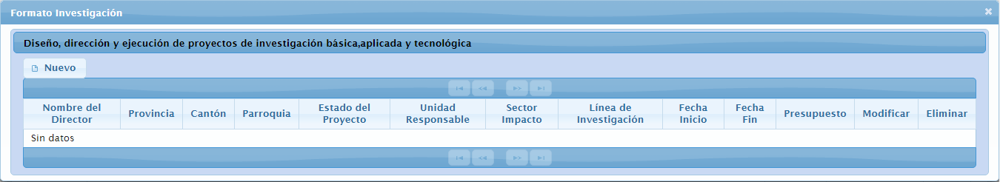 Formato Investigación
Diseño, dirección y ejecución de proyectos de investigación básica,aplicada y tecnológica
Nuevo
Nombre del Director Provincia Cantón Parroquia Estado del Proyecto Unidad Responsable Sector Impacto Línea de Investigación Fecha Inicio Fecha Fin Presupuesto Modificar Eliminar
Sin datos